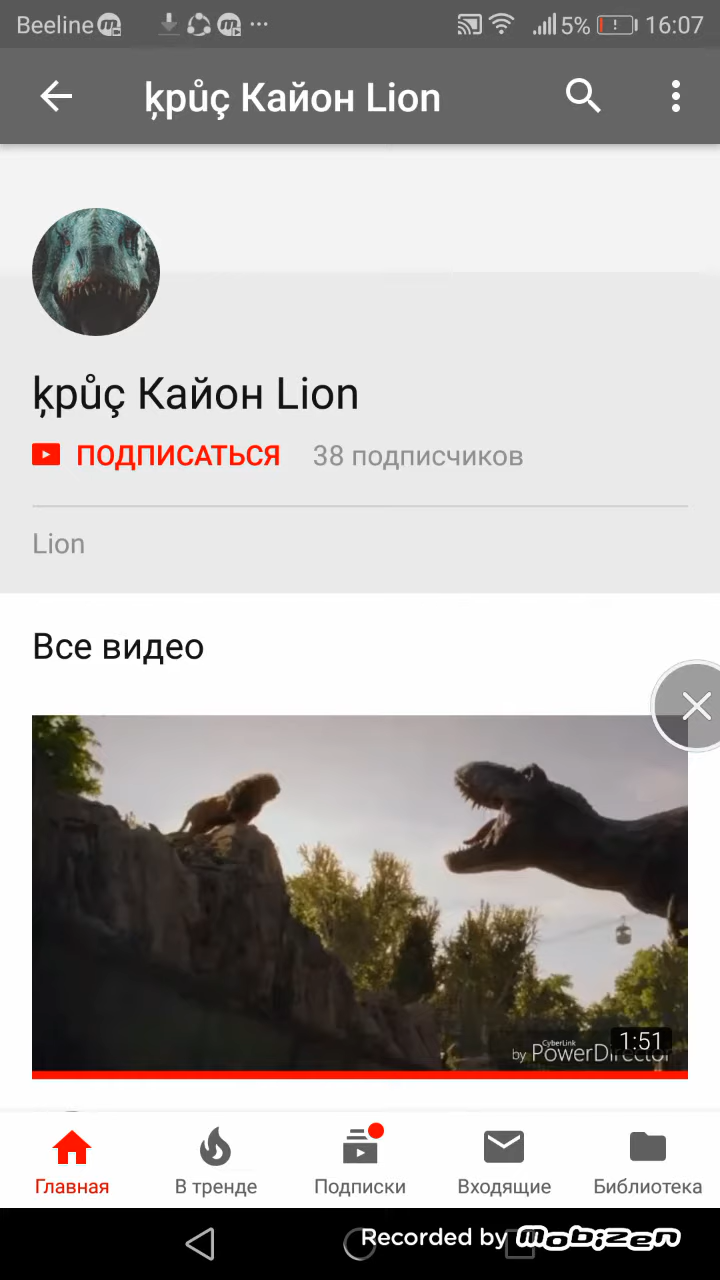 Beeline 5% 16:07
ķpůç Кайон Lion
ķpůç Кайон Lion
ПОДПИСАТЬСЯ 38 подписчиков
Lion
Все видео
1:51
CyberLink
by PowerDirector
Главная В тренде Подписки Входящие Библиотека
Recorded by mobizen